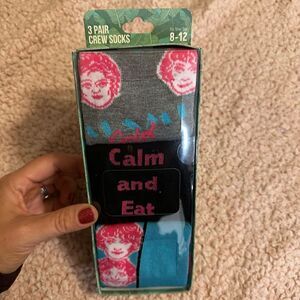 3 PAIR
CREW SOCKS
8-12
Calm
and
Eat